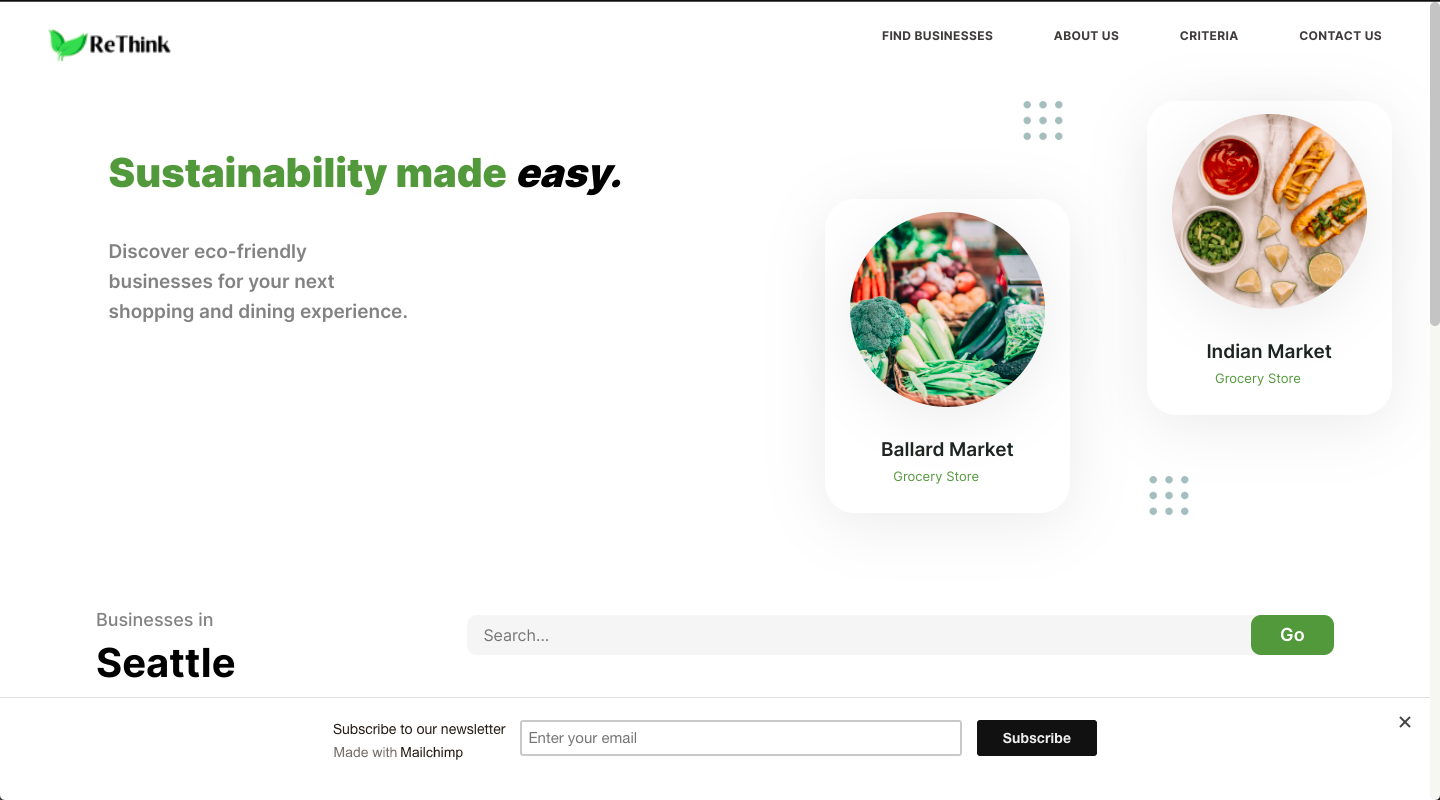 ReThink
FIND BUSINESSES
ABOUT US
CRITERIA
CONTACT US
Sustainability made easy.
Discover eco-friendly
businesses for your next
shopping and dining experience.
Indian Market
Grocery Store
Ballard Market
Grocery Store
Businesses in
Seattle
Search...
Go
Subscribe to our newsletter
Made with Mailchimp
Enter your email
Subscribe